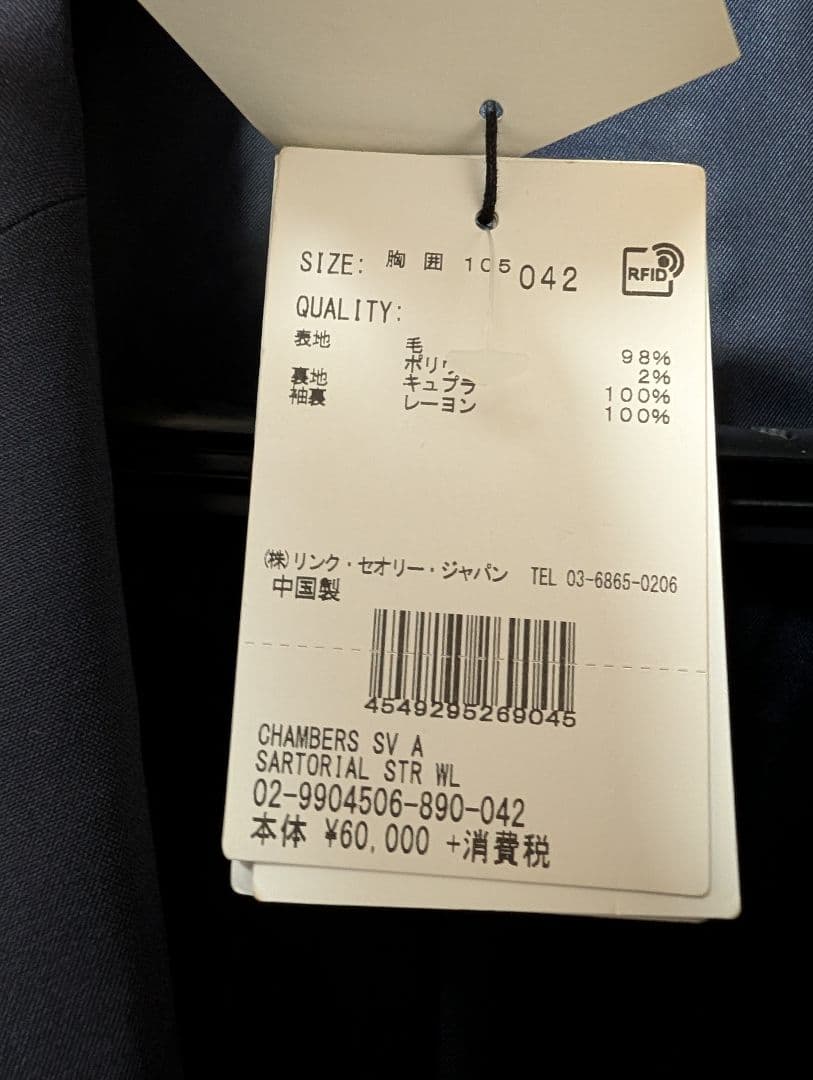 SIZE: 胸囲 105 042
RFID
QUALITY:
表地 毛 98%
2%
裏地 キュプラ 100%
袖裏 レーヨン 100%
(株)リンク・セオリー・ジャパン TEL 03-6865-0206
中国製
4549295269045
CHAMBERS SV A
SARTORIAL STR WL
02-9904506-890-042
本体 ¥60,000 +消費税